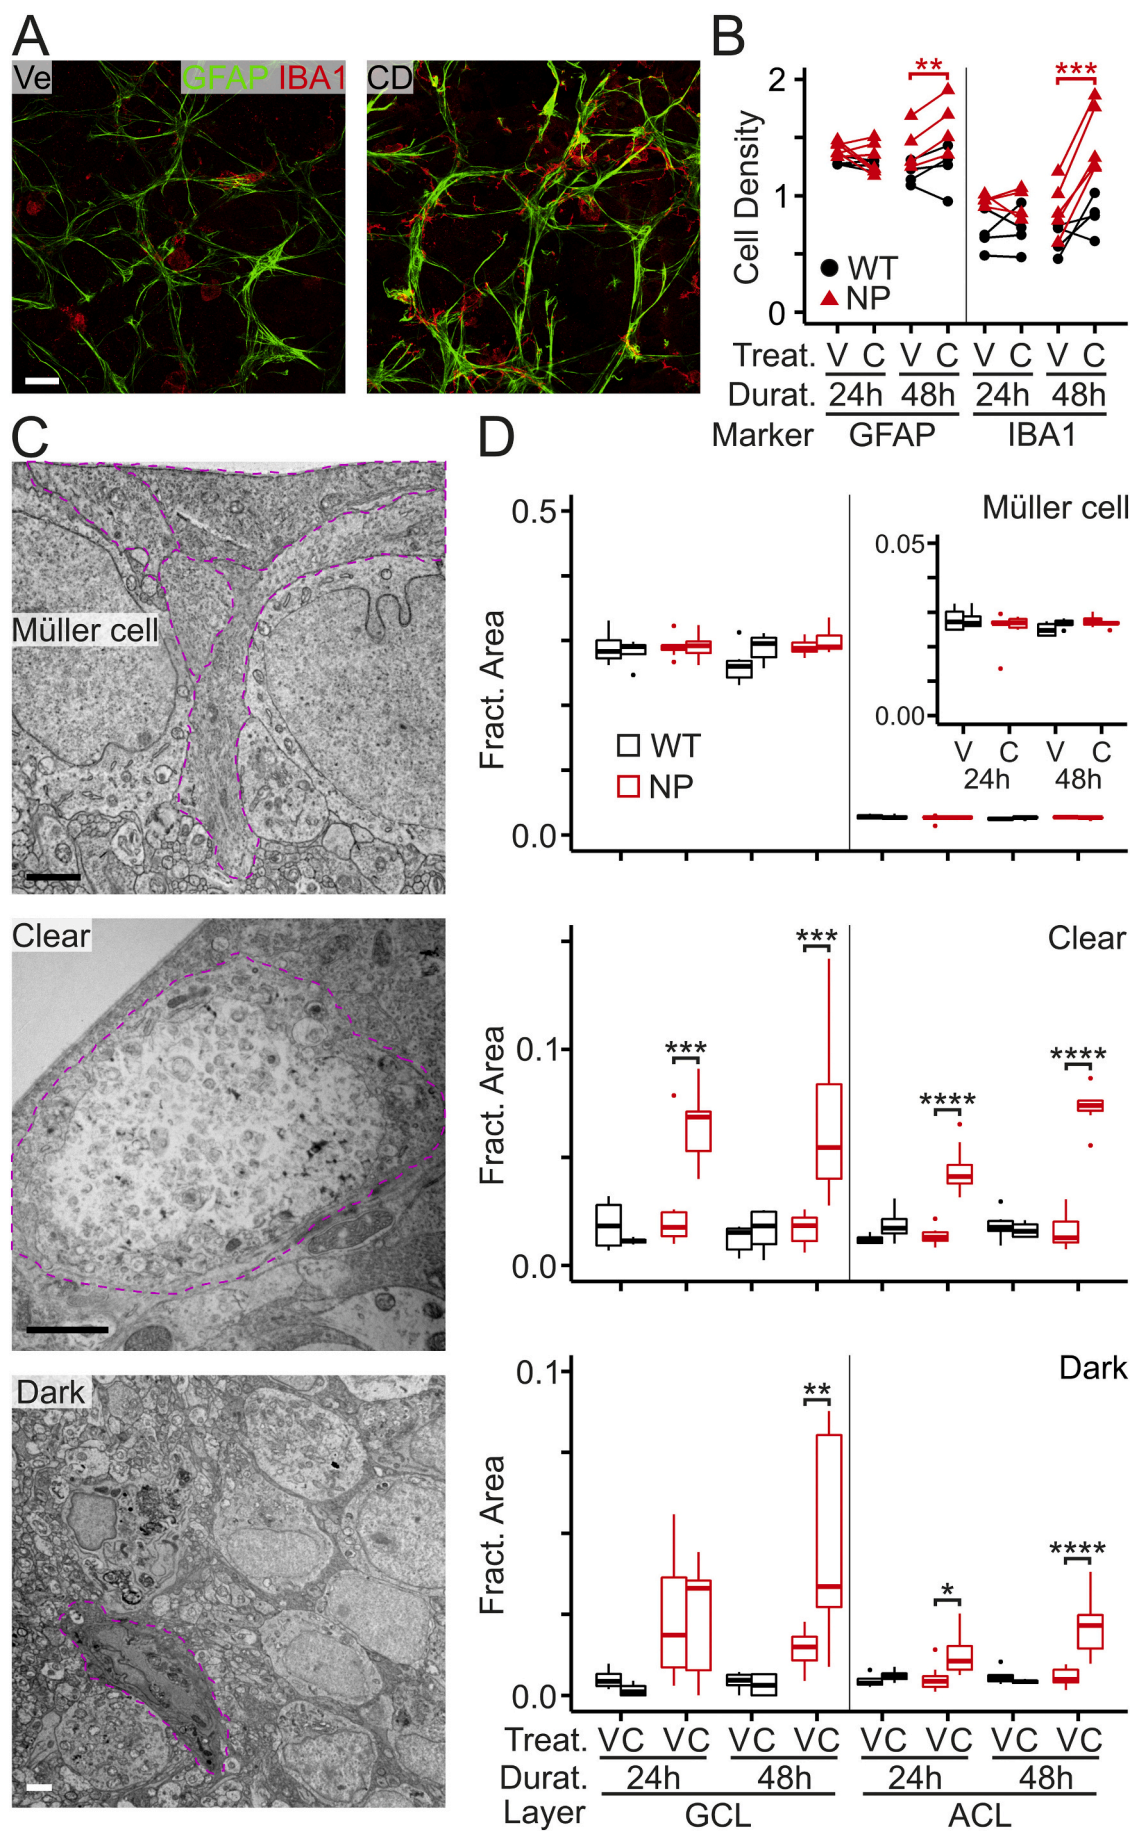 A
Ve
GFAP IBA1
CD
B
Cell Density
2
1
0
**
***
WT
NP
Treat. V C V C V C V C
Durat. 24h 48h 24h 48h
Marker GFAP IBA1
C
Müller cell
Clear
Dark
D
Fract. Area
0.5
0.0
WT
NP
Müller cell
0.05
0.00
V C V C
24h 48h
Clear
Fract. Area
0.1
0.0
***
***
****
****
Dark
Fract. Area
0.1
0.0
**
*
****
Treat. VC VC VC VC VC VC VC VC
Durat. 24h 48h 24h 48h
Layer GCL ACL